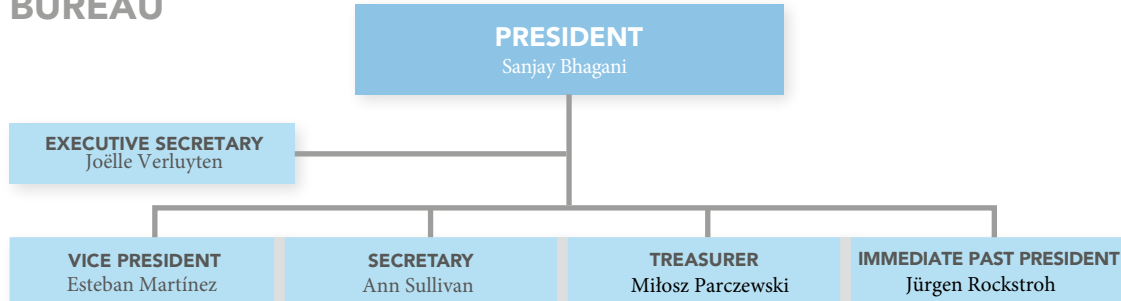 BUREAU
PRESIDENT
Sanjay Bhagani
EXECUTIVE SECRETARY
Joëlle Verluyten
VICE PRESIDENT
Esteban Martínez
SECRETARY
Ann Sullivan
TREASURER
Miłosz Parczewski
IMMEDIATE PAST PRESIDENT
Jürgen Rockstroh